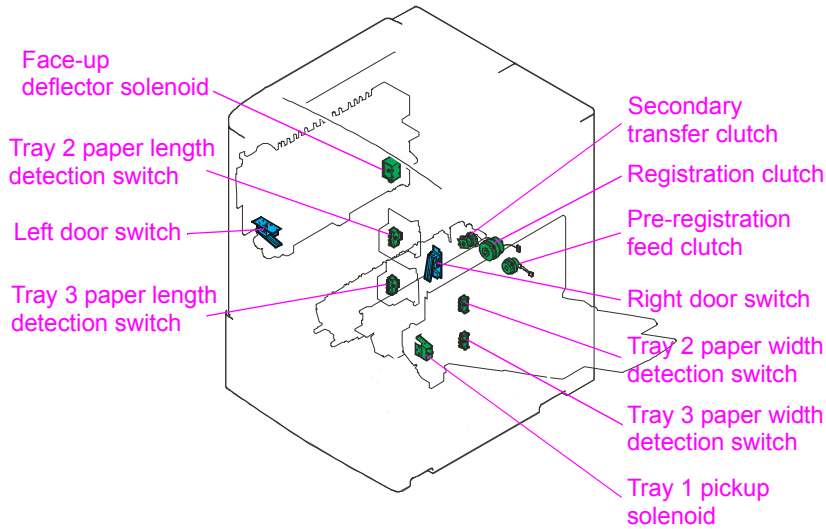 Face-up
deflector solenoid
Tray 2 paper length
detection switch
Left door switch
Tray 3 paper length
detection switch
Secondary
transfer clutch
Registration clutch
Pre-registration
feed clutch
Right door switch
Tray 2 paper width
detection switch
Tray 3 paper width
detection switch
Tray 1 pickup
solenoid